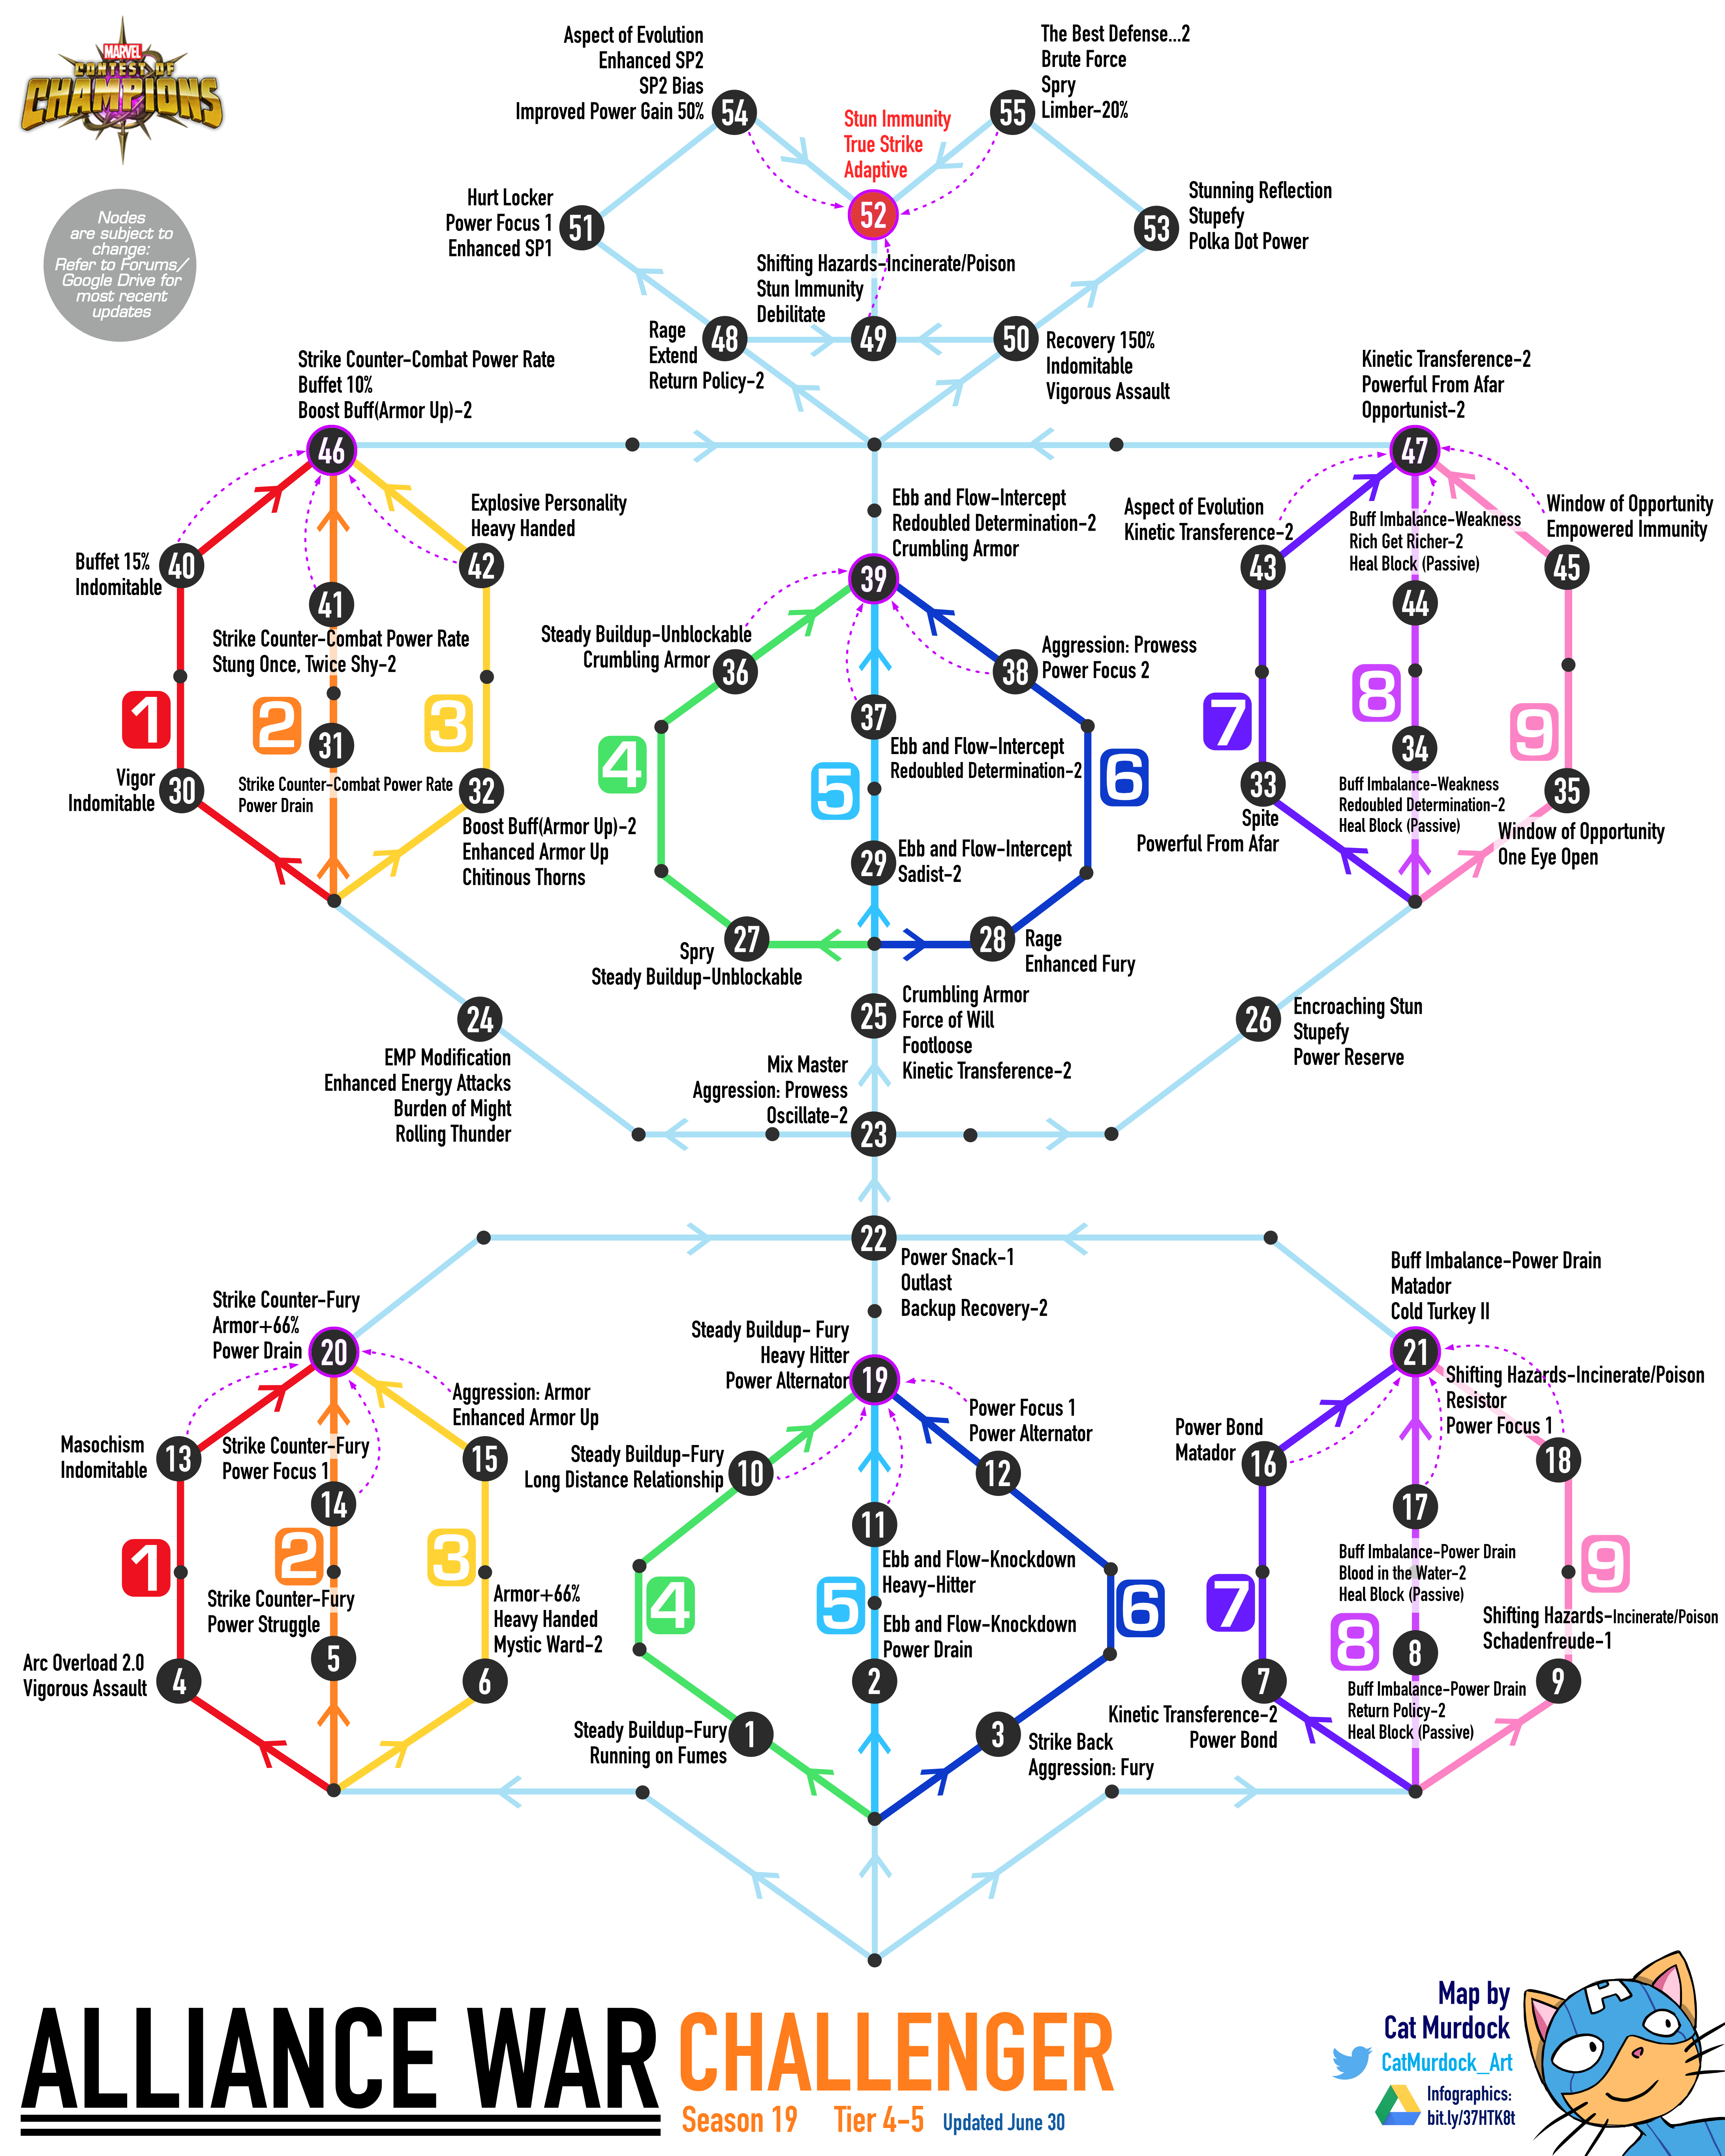 MARVEL
CONTEST OF
CHAMPIONS
Nodes
are subject to
change:
Refer to Forums/
Google Drive for
most recent
updates
Aspect of Evolution
Enhanced SP2
SP2 Bias
Improved Power Gain 50%
54
The Best Defense...2
Brute Force
Spry
Limber-20%
55
Stun Immunity
True Strike
Adaptive
52
Hurt Locker
Power Focus 1
Enhanced SP1
51
Stunning Reflection
Stupefy
Polka Dot Power
53
Shifting Hazards-Incinerate/Poison
Stun Immunity
Debilitate
49
Rage
Extend
Return Policy-2
48
Recovery 150%
Indomitable
Vigorous Assault
50
Strike Counter-Combat Power Rate
Buffet 10%
Boost Buff(Armor Up)-2
46
Kinetic Transference-2
Powerful From Afar
Opportunist-2
47
Buffet 15%
Indomitable
40
Explosive Personality
Heavy Handed
42
41
Strike Counter-Combat Power Rate
Stung Once, Twice Shy-2
Ebb and Flow-Intercept
Redoubled Determination-2
Crumbling Armor
39
Aspect of Evolution
Kinetic Transference-2
43
Buff Imbalance-Weakness
Rich Get Richer-2
Heal Block (Passive)
44
Window of Opportunity
Empowered Immunity
45
Steady Buildup-Unblockable
Crumbling Armor
36
Aggression: Prowess
Power Focus 2
38
37
Ebb and Flow-Intercept
Redoubled Determination-2
1
2
3
4
5
6
7
8
9
Vigor
Indomitable
30
31
Strike Counter-Combat Power Rate
Power Drain
32
Boost Buff(Armor Up)-2
Enhanced Armor Up
Chitinous Thorns
29
Ebb and Flow-Intercept
Sadist-2
33
Spite
Powerful From Afar
34
Buff Imbalance-Weakness
Redoubled Determination-2
Heal Block (Passive)
35
Window of Opportunity
One Eye Open
27
Spry
Steady Buildup-Unblockable
28
Rage
Enhanced Fury
24
EMP Modification
Enhanced Energy Attacks
Burden of Might
Rolling Thunder
25
Crumbling Armor
Force of Will
Footloose
Kinetic Transference-2
26
Encroaching Stun
Stupefy
Power Reserve
Mix Master
Aggression: Prowess
Oscillate-2
23
22
Power Snack-1
Outlast
Backup Recovery-2
Strike Counter-Fury
Armor+66%
Power Drain
20
Steady Buildup- Fury
Heavy Hitter
Power Alternator
19
Buff Imbalance-Power Drain
Matador
Cold Turkey II
21
Masochism
Indomitable
13
Strike Counter-Fury
Power Focus 1
14
Aggression: Armor
Enhanced Armor Up
15
Steady Buildup-Fury
Long Distance Relationship
10
11
Ebb and Flow-Knockdown
Heavy-Hitter
Power Focus 1
Power Alternator
12
Power Bond
Matador
16
17
Buff Imbalance-Power Drain
Blood in the Water-2
Heal Block (Passive)
Shifting Hazards-Incinerate/Poison
Resistor
Power Focus 1
18
1
2
3
4
5
6
7
8
9
Arc Overload 2.0
Vigorous Assault
4
Strike Counter-Fury
Power Struggle
5
Armor+66%
Heavy Handed
Mystic Ward-2
6
Steady Buildup-Fury
Running on Fumes
1
Ebb and Flow-Knockdown
Power Drain
2
3
Strike Back
Aggression: Fury
7
Kinetic Transference-2
Power Bond
8
Buff Imbalance-Power Drain
Return Policy-2
Heal Block (Passive)
Shifting Hazards-Incinerate/Poison
Schadenfreude-1
9
ALLIANCE WAR CHALLENGER
Season 19 Tier 4-5 Updated June 30
Map by
Cat Murdock
CatMurdock_Art
Infographics:
bit.ly/37HTK8t
A